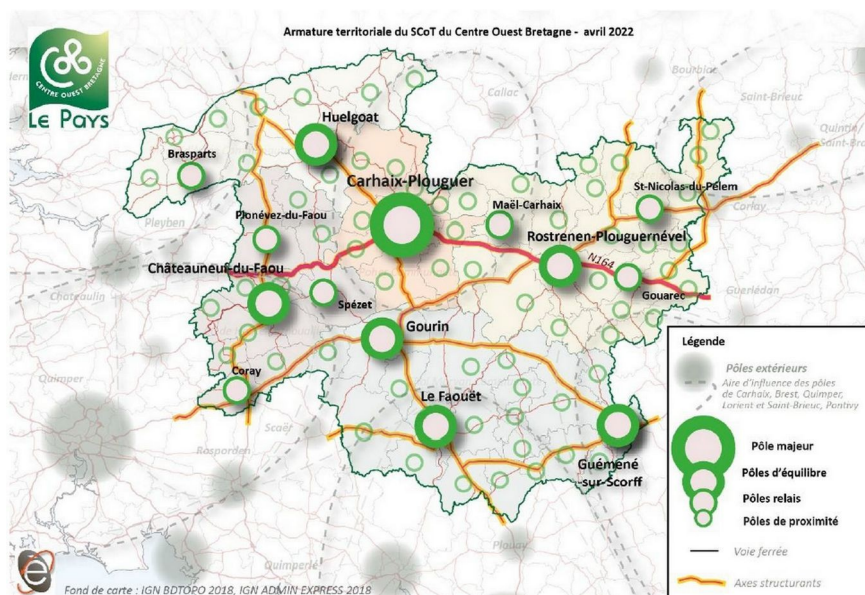 Armature territoriale du SCoT du Centre Ouest Bretagne - avril 2022
CENTRE OUEST BRETAGNE
Le PAYS
Callac
Bourbriac
Saint-Brieuc
Huelgoat
Brasparts
Carhaix-Plouguer
Maël-Carhaix
St-Nicolas-du-Pélem
Corlay
Pleyben
Plonévez-du-Faou
Rostrenen-Plouguernével
Châteauneuf-du-Faou
N164
Châteaulin
Spézet
Gouarec
Guerlédan
Gourin
Coray
Quimper
Le Faouët
Scaër
Rosporden
Guémené
-sur-Scorff
Plouay
Quimperlé
Légende
Pôles extérieurs
Aire d'influence des pôles
de Carhaix, Brest, Quimper,
Lorient et Saint-Brieuc, Pontivy
Pôle majeur
Pôles d'équilibre
Pôles relais
Pôles de proximité
Voie ferrée
Axes structurants
Fond de carte : IGN BDTOPO 2018, IGN ADMIN EXPRESS 2018